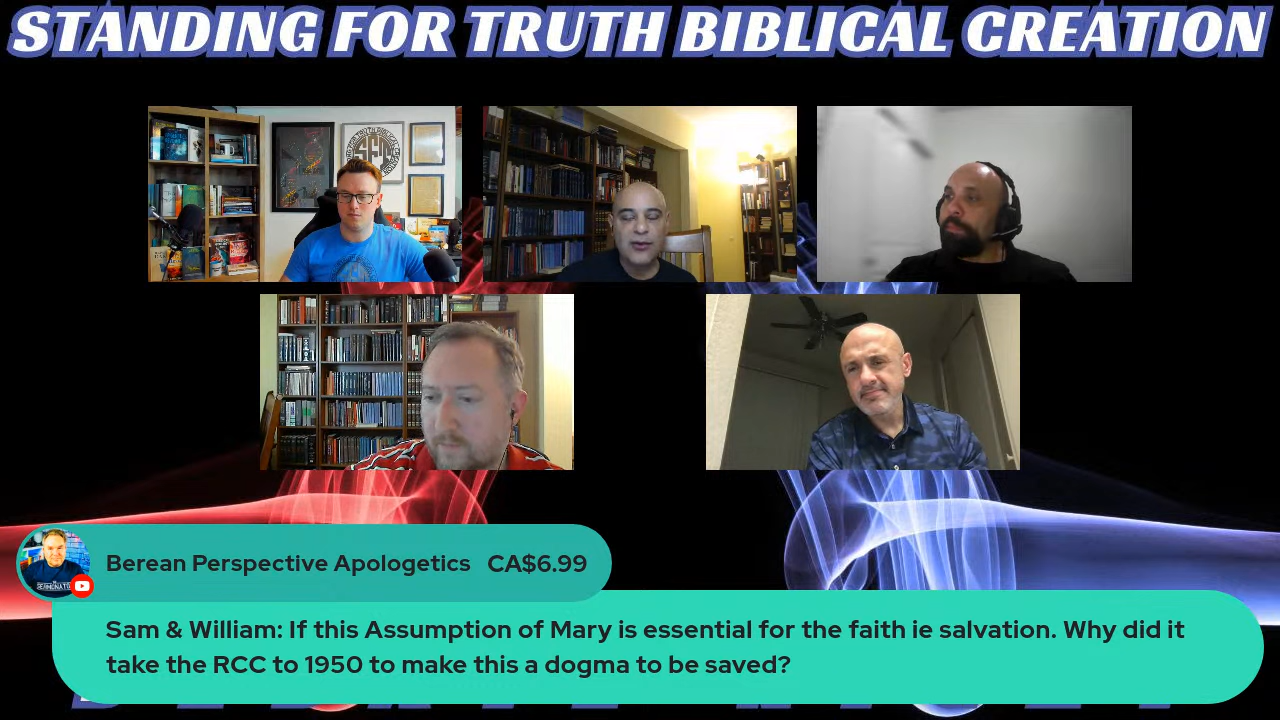 STANDING FOR TRUTH BIBLICAL CREATION
SFT
Berean Perspective Apologetics CA$6.99
Sam & William: If this Assumption of Mary is essential for the faith ie salvation. Why did it
take the RCC to 1950 to make this a dogma to be saved?